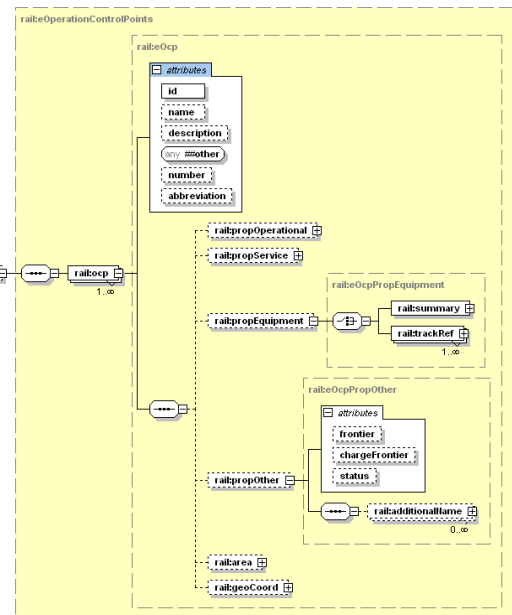 rail:eOperationControlPoints
rail:eOcp
attributes
id
name
description
any ##other
number
abbreviation
rail:ocp
1..∞
rail:propOperational
rail:propService
rail:propEquipment
rail:eOcpPropEquipment
rail:summary
rail:trackRef
1..∞
rail:eOcpPropOther
attributes
frontier
chargeFrontier
status
rail:propOther
rail:additionalName
0..∞
rail:area
rail:geoCoord